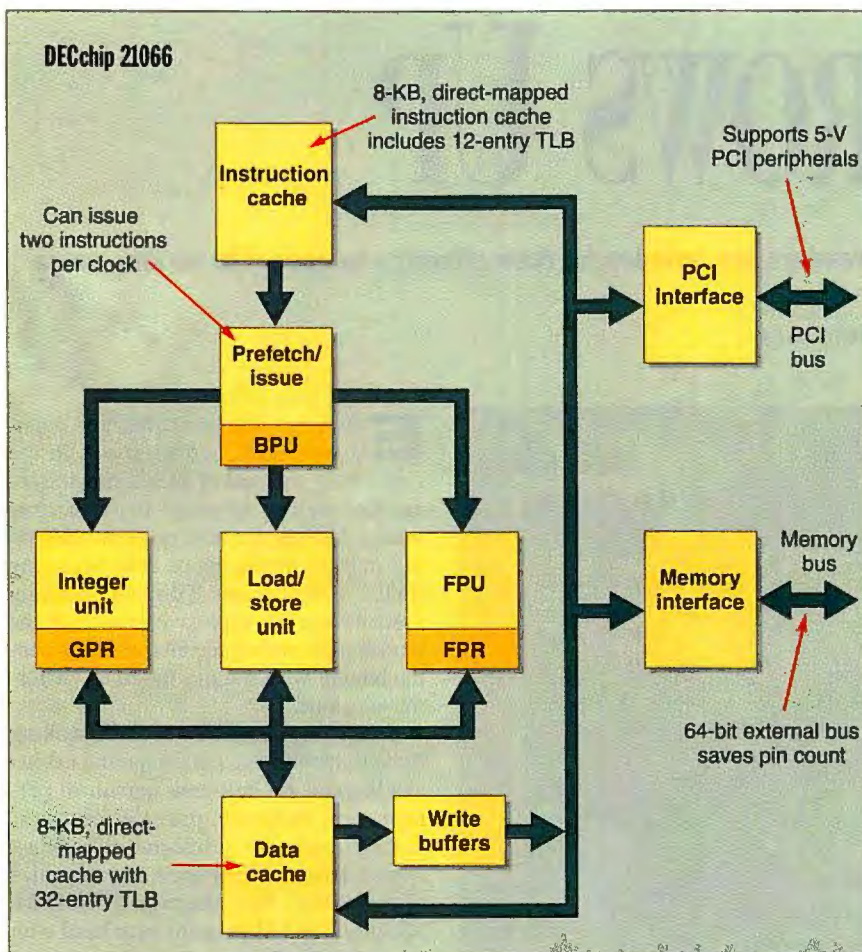 DECchip 21066
8-KB, direct-mapped
instruction cache
includes 12-entry TLB
Supports 5-V
PCI peripherals
Instruction
cache
Can issue
two instructions
per clock
PCI
interface
PCI
bus
Prefetch/
issue
BPU
Integer
unit
GPR
Load/
store
unit
FPU
FPR
Memory
interface
Memory
bus
64-bit external bus
saves pin count
8-KB, direct-
mapped
cache with
32-entry TLB
Data
cache
Write
buffers